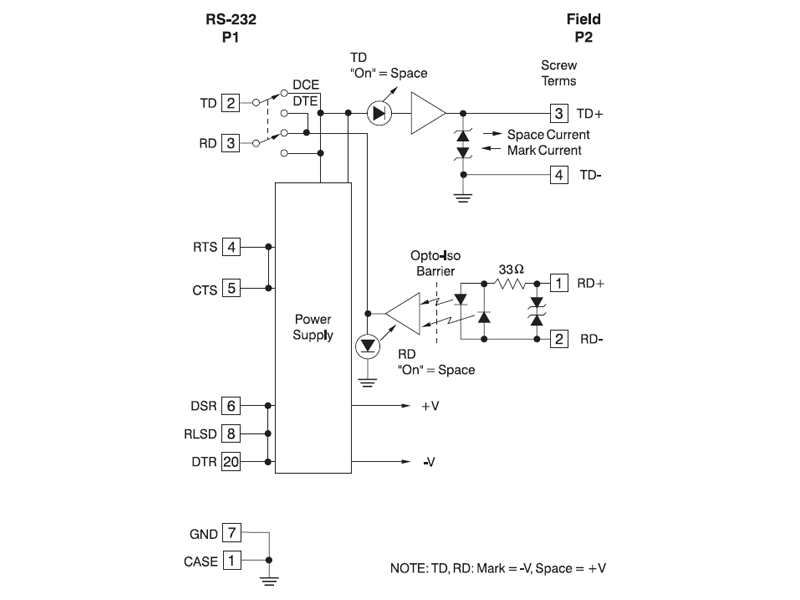 RS-232
P1
Field
P2
TD
"On" = Space
Screw
Terms
DCE
DTE
TD 2
3 TD+
Space Current
RD 3
Mark Current
4 TD-
RTS 4
Opto-Iso
Barrier
33Ω
CTS 5
1 RD+
Power
Supply
2 RD-
RD
"On" = Space
DSR 6
+V
RLSD 8
DTR 20
-V
GND 7
CASE 1
NOTE: TD, RD: Mark = -V, Space = +V